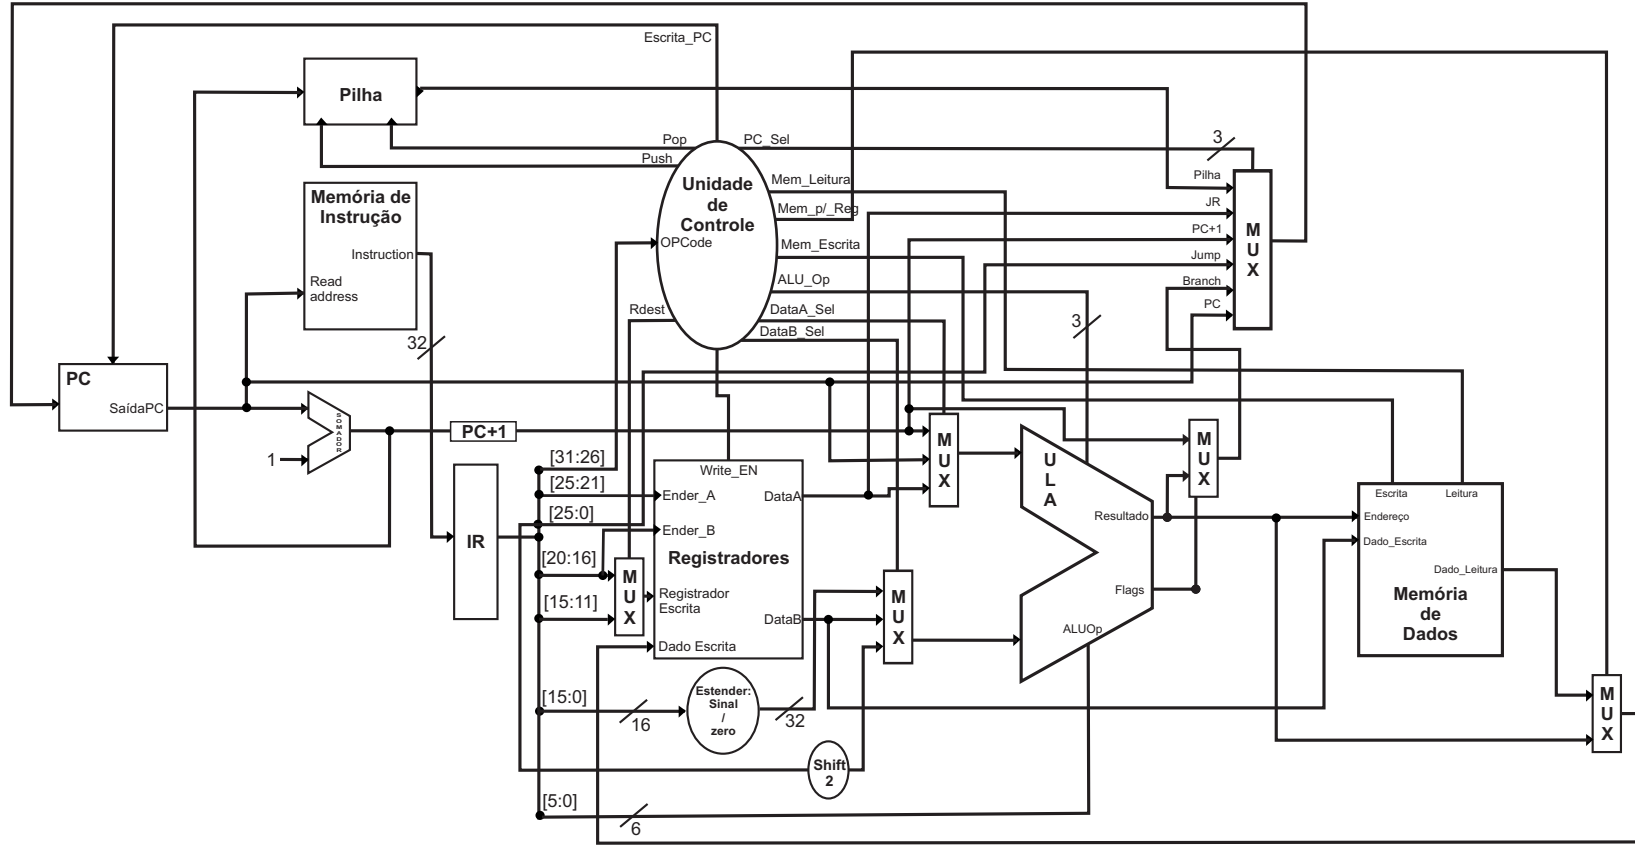 Escrita_PC
Pilha
Pop
PC_Sel
3
Push
Pilha
Mem_Leitura
Unidade
de
Controle
Memória de
Instrução
Mem_p/_Reg
JR
PC+1
M
U
X
OPCode
Mem_Escrita
Instruction
Jump
Read
address
ALU_Op
Branch
Rdest
DataA_Sel
PC
3
DataB_Sel
32
PC
SaídaPC
SOMADOR
1
PC+1
M
U
X
M
U
X
[31:26]
Write_EN
U
L
A
[25:21]
Ender_A
DataA
Escrita
Leitura
[25:0]
Resultado
Endereço
Ender_B
IR
Dado_Escrita
[20:16]
Registradores
M
U
X
Dado_Leitura
Registrador
Escrita
M
U
X
Flags
Memória
de
Dados
[15:11]
DataB
ALUOp
Dado Escrita
[15:0]
16
Estender:
Sinal
/
zero
32
M
U
X
Shift
2
[5:0]
6